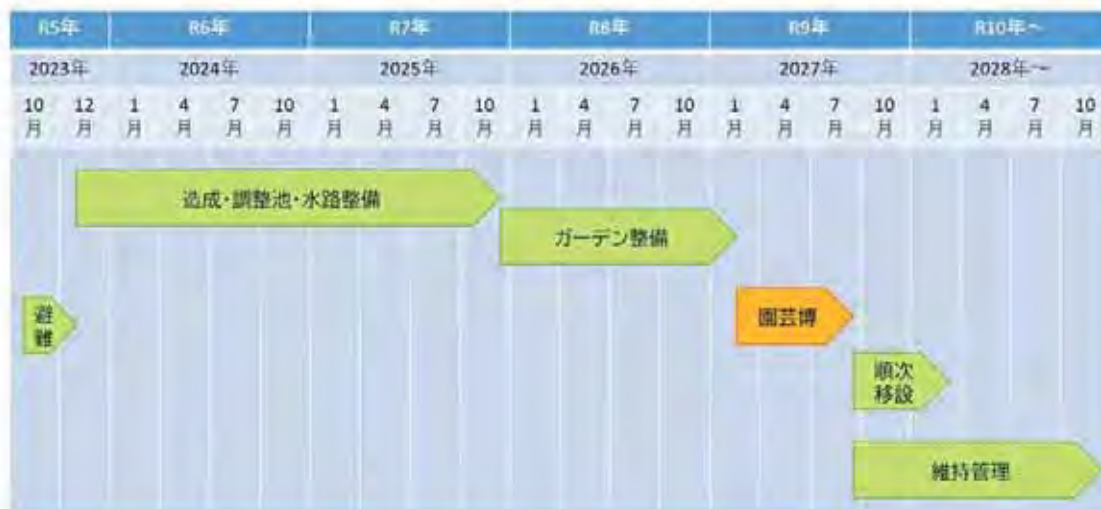 R5年 R6年 R7年 R8年 R9年 R10年～
2023年 2024年 2025年 2026年 2027年 2028年～
10月 12月 1月 4月 7月 10月 1月 4月 7月 10月 1月 4月 7月 10月 1月 4月 7月 10月 1月 4月 7月 10月
造成・調整池・水路整備
ガーデン整備
避難
園芸博
順次
移設
維持管理